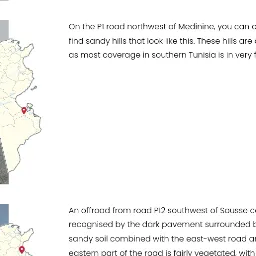 On the P1 road northwest of Medinine, you can
find sandy hills that look like this. These hills are
as most coverage in southern Tunisia is in very
An offroad from road P12 southwest of Sousse
recognised by the dark pavement surrounded
sandy soil combined with the east-west road
eastern part of the road is fairly vegetated, with